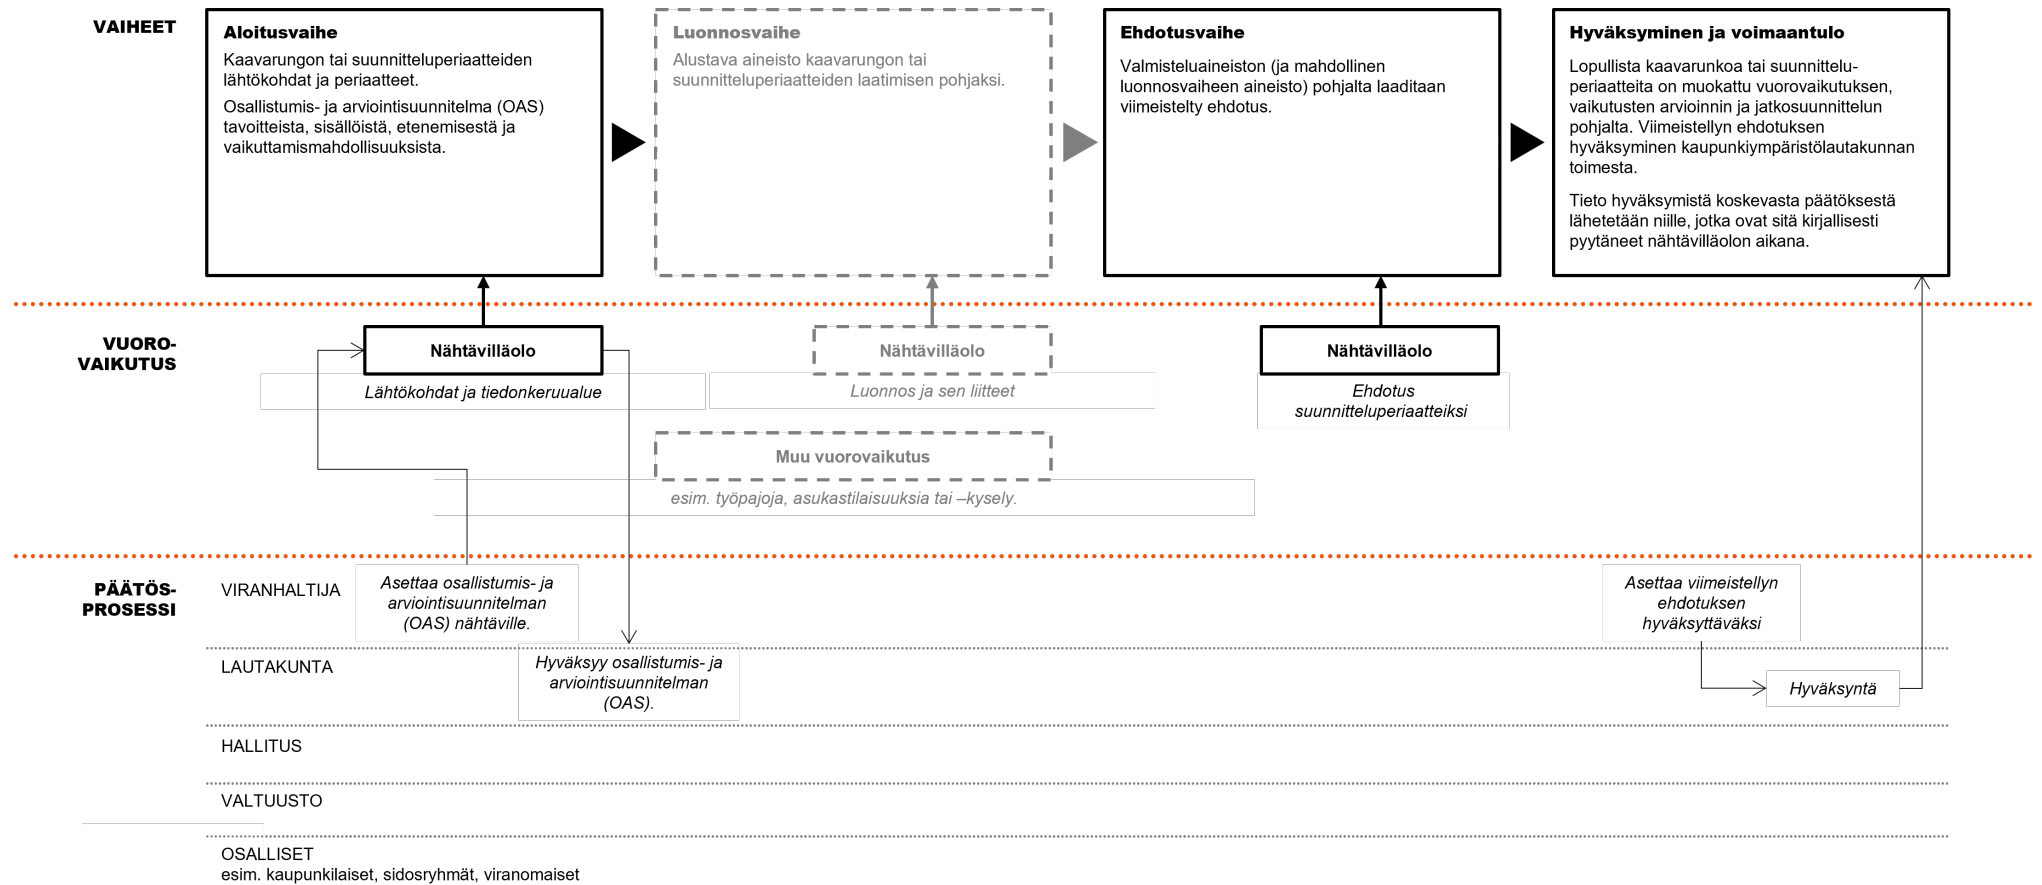 VAIHEET
Aloitusvaihe
Kaavarungon tai suunnitteluperiaatteiden
lähtökohdat ja periaatteet.
Osallistumis- ja arviointisuunnitelma (OAS)
tavoitteista, sisällöistä, etenemisestä ja
vaikuttamismahdollisuuksista.
Luonnosvaihe
Alustava aineisto kaavarungon tai
suunnitteluperiaatteiden laatimisen pohjaksi.
Ehdotusvaihe
Valmisteluaineiston (ja mahdollinen
luonnosvaiheen aineisto) pohjalta laaditaan
viimeistelty ehdotus.
Hyväksyminen ja voimaantulo
Lopullista kaavarunkoa tai suunnittelu-
periaatteita on muokattu vuorovaikutuksen,
vaikutusten arvioinnin ja jatkosuunnittelun
pohjalta. Viimeistellyn ehdotuksen
hyväksyminen kaupunkiympäristölautakunnan
toimesta.
Tieto hyväksymistä koskevasta päätöksestä
lähetetään niille, jotka ovat sitä kirjallisesti
pyytäneet nähtävilläolon aikana.
VUORO-
VAIKUTUS
Nähtävilläolo
Lähtökohdat ja tiedonkeruualue
Nähtävilläolo
Luonnos ja sen liitteet
Nähtävilläolo
Ehdotus
suunnitteluperiaatteiksi
Muu vuorovaikutus
esim. työpajoja, asukastilaisuuksia tai –kysely.
PÄÄTÖS-
PROSESSI
VIRANHALTIJA
Asettaa osallistumis- ja
arviointisuunnitelman
(OAS) nähtäville.
Asettaa viimeistellyn
ehdotuksen
hyväksyttäväksi
LAUTAKUNTA
Hyväksyy osallistumis- ja
arviointisuunnitelman
(OAS).
Hyväksyntä
HALLITUS
VALTUUSTO
OSALLISET
esim. kaupunkilaiset, sidosryhmät, viranomaiset